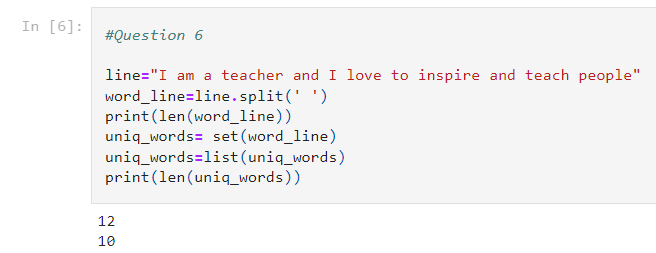 In [6]:
#Question 6
line="I am a teacher and I love to inspire and teach people"
word_line=line.split(' ')
print(len(word_line))
uniq_words= set(word_line)
uniq_words=list(uniq_words)
print(len(uniq_words))
12
10